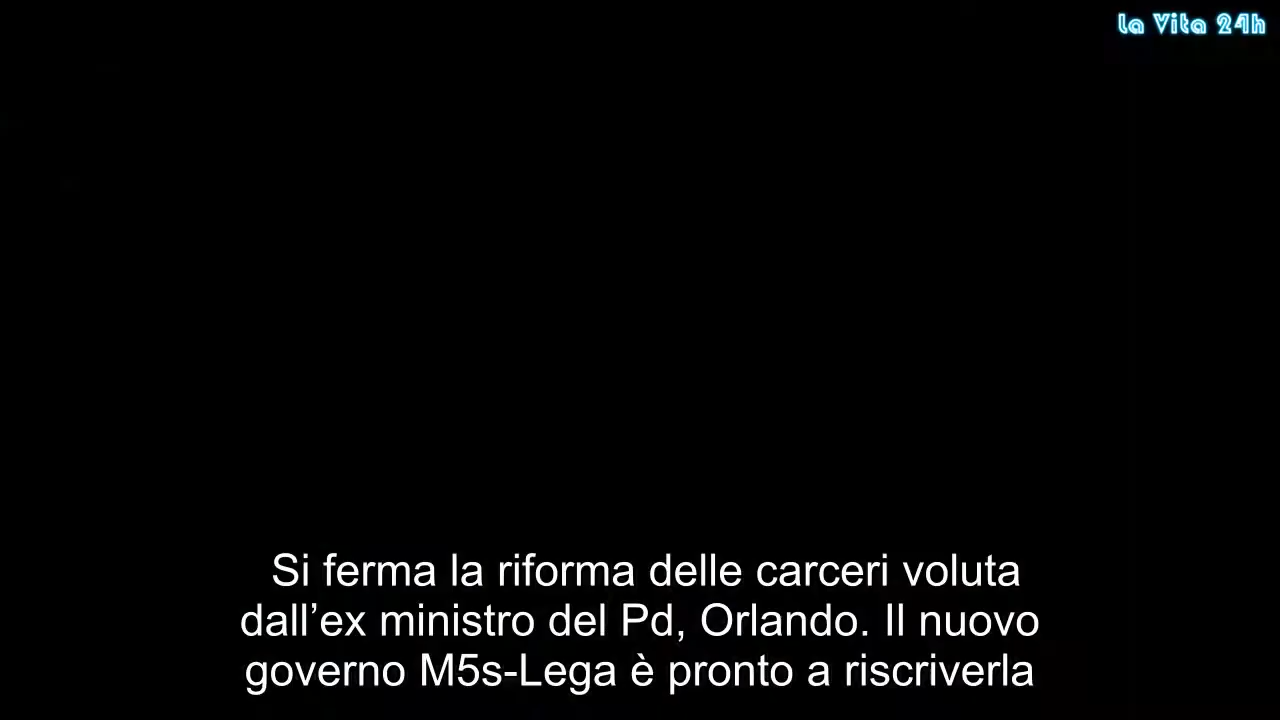 la Vita 24h
Si ferma la riforma delle carceri voluta
dall’ex ministro del Pd, Orlando. Il nuovo
governo M5s-Lega è pronto a riscriverla